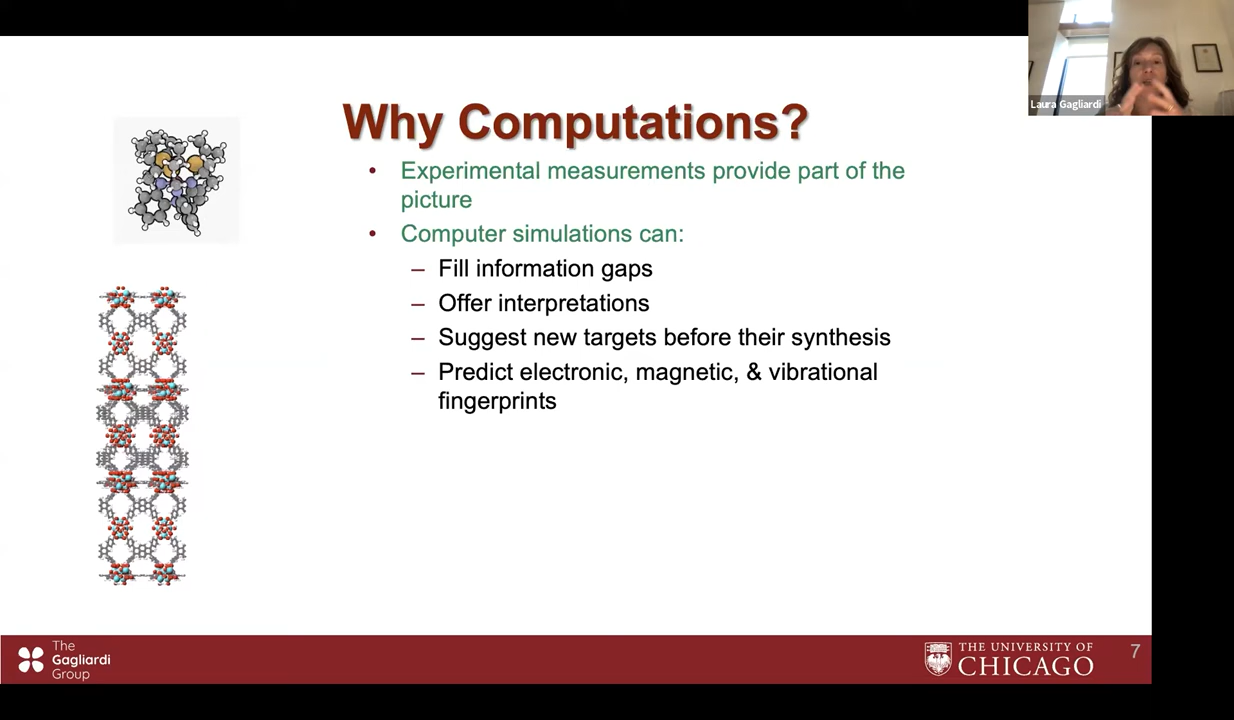 Laura Gagliardi
Why Computations?
• Experimental measurements provide part of the
picture
• Computer simulations can:
– Fill information gaps
– Offer interpretations
– Suggest new targets before their synthesis
– Predict electronic, magnetic, & vibrational
fingerprints
The
Gagliardi
Group
THE UNIVERSITY OF
CHICAGO
7